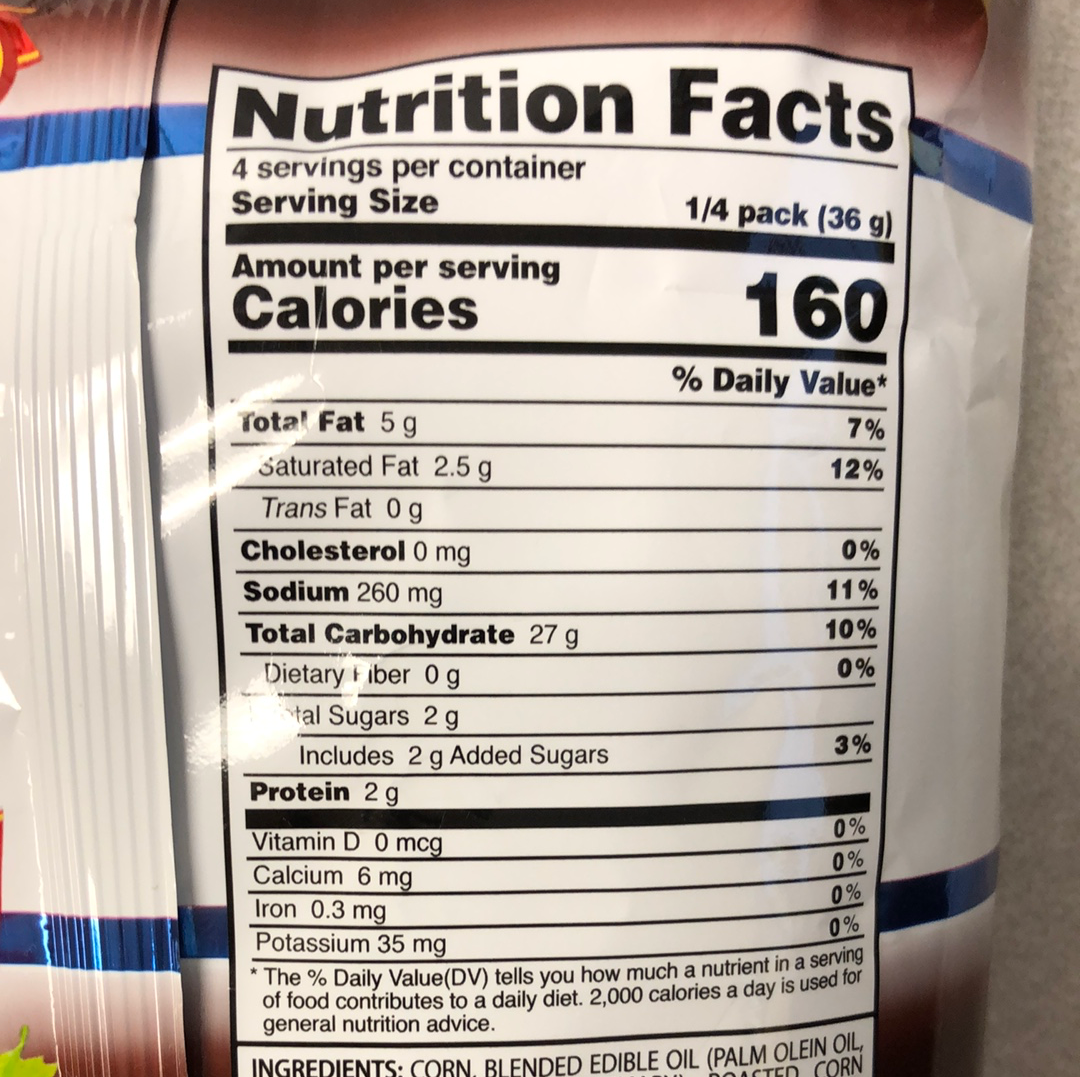 Nutrition Facts
4 servings per container
Serving Size 1/4 pack (36 g)
Amount per serving
Calories 160
% Daily Value*
Total Fat 5 g 7%
Saturated Fat 2.5 g 12%
Trans Fat 0 g
Cholesterol 0 mg 0%
Sodium 260 mg 11%
Total Carbohydrate 27 g 10%
Dietary Fiber 0 g 0%
Total Sugars 2 g
Includes 2 g Added Sugars 3%
Protein 2 g
Vitamin D 0 mcg 0%
Calcium 6 mg 0%
Iron 0.3 mg 0%
Potassium 35 mg 0%
* The % Daily Value(DV) tells you how much a nutrient in a serving
of food contributes to a daily diet. 2,000 calories a day is used for
general nutrition advice.
INGREDIENTS: CORN, BLENDED EDIBLE OIL (PALM OLEIN OIL,
ROASTED CORN